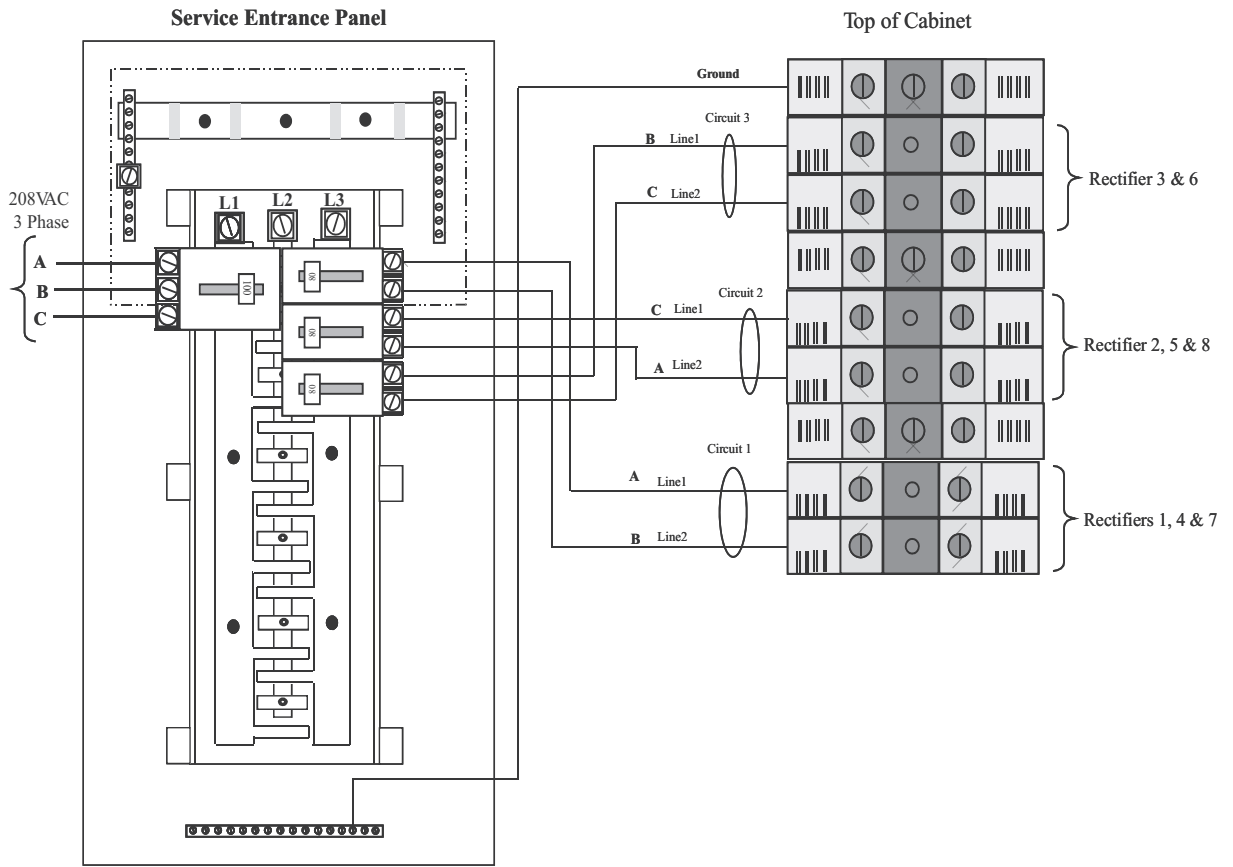 Service Entrance Panel
Top of Cabinet
Ground
Circuit 3
B Line1
C Line2
Rectifier 3 & 6
208VAC
3 Phase
L1 L2 L3
A
B
C
100
80
80
80
Circuit 2
C Line1
A Line2
Rectifier 2, 5 & 8
Circuit 1
A Line1
B Line2
Rectifiers 1, 4 & 7